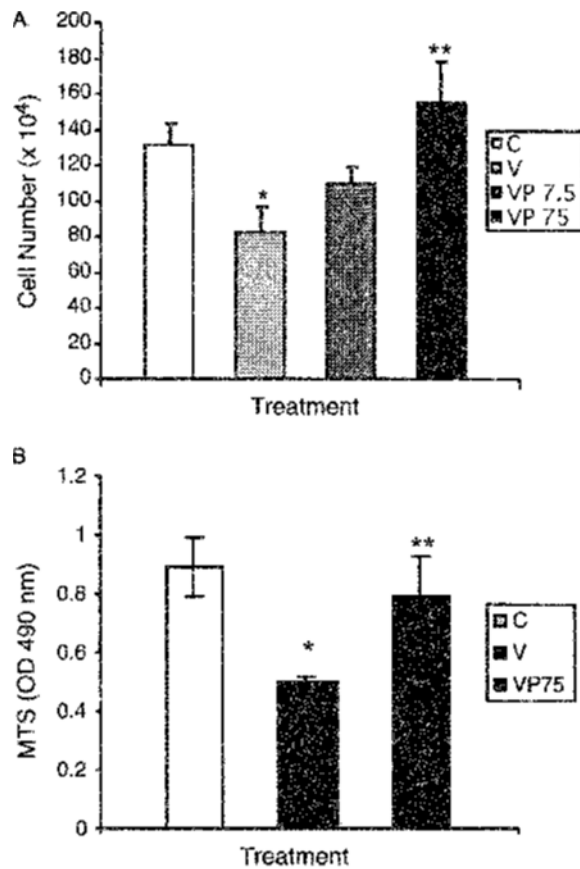 A
Cell Number (x 10⁴)
200
180
160
140
120
100
80
60
40
20
0
*
**
C
V
VP 7.5
VP 75
Treatment
B
MTS (OD 490 nm)
1.2
1
0.8
0.6
0.4
0.2
0
*
**
C
V
VP75
Treatment